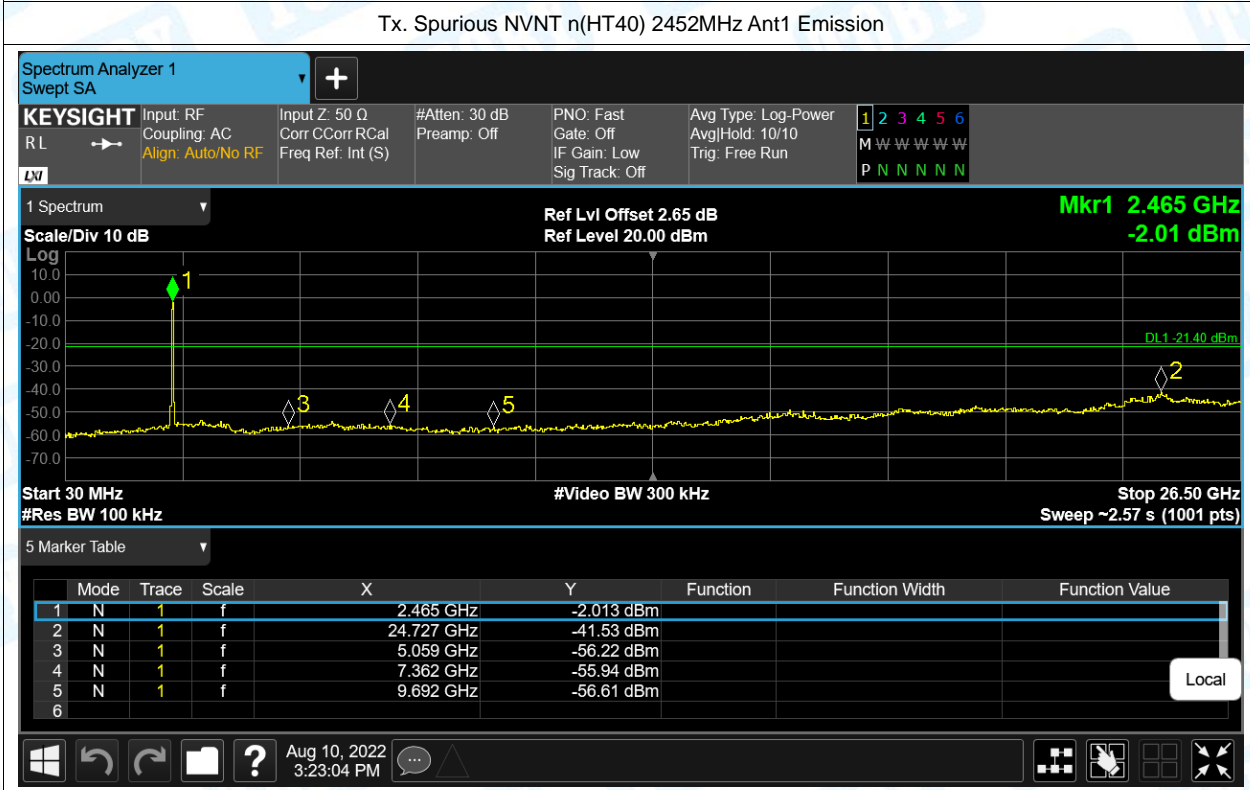 Tx. Spurious NVNT n(HT40) 2452MHz Ant1 Emission
Spectrum Analyzer 1
Swept SA
KEYSIGHT Input: RF Input Z: 50 Ω #Atten: 30 dB PNO: Fast Avg Type: Log-Power 1 2 3 4 5 6
R L Coupling: AC Corr CCorr RCal Preamp: Off Gate: Off Avg|Hold: 10/10 M W W W W W
Align: Auto/No RF Freq Ref: Int (S) IF Gain: Low Trig: Free Run P N N N N N
LXI Sig Track: Off
1 Spectrum Ref Lvl Offset 2.65 dB Mkr1 2.465 GHz
Scale/Div 10 dB Ref Level 20.00 dBm -2.01 dBm
Log
10.0 1
0.00
-10.0
-20.0 DL1 -21.40 dBm
-30.0
-40.0 2
-50.0 3 4 5
-60.0
-70.0
Start 30 MHz #Video BW 300 kHz Stop 26.50 GHz
#Res BW 100 kHz Sweep ~2.57 s (1001 pts)
5 Marker Table
Mode Trace Scale X Y Function Function Width Function Value
1 N 1 f 2.465 GHz -2.013 dBm
2 N 1 f 24.727 GHz -41.53 dBm
3 N 1 f 5.059 GHz -56.22 dBm
4 N 1 f 7.362 GHz -55.94 dBm
5 N 1 f 9.692 GHz -56.61 dBm
6
Local
? Aug 10, 2022
3:23:04 PM